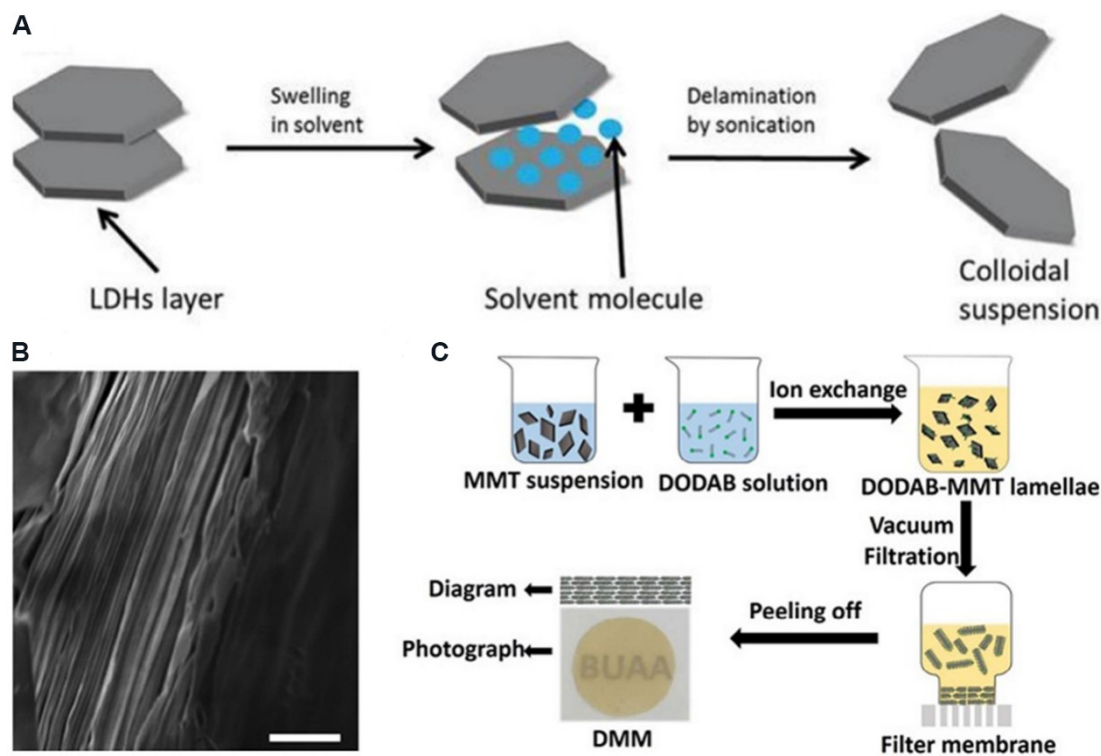 A
Swelling
in solvent
Delamination
by sonication
LDHs layer
Solvent molecule
Colloidal
suspension
B
C
Ion exchange
MMT suspension
DODAB solution
DODAB-MMT lamellae
Vacuum
Filtration
Diagram
Peeling off
Photograph
BUAA
DMM
Filter membrane